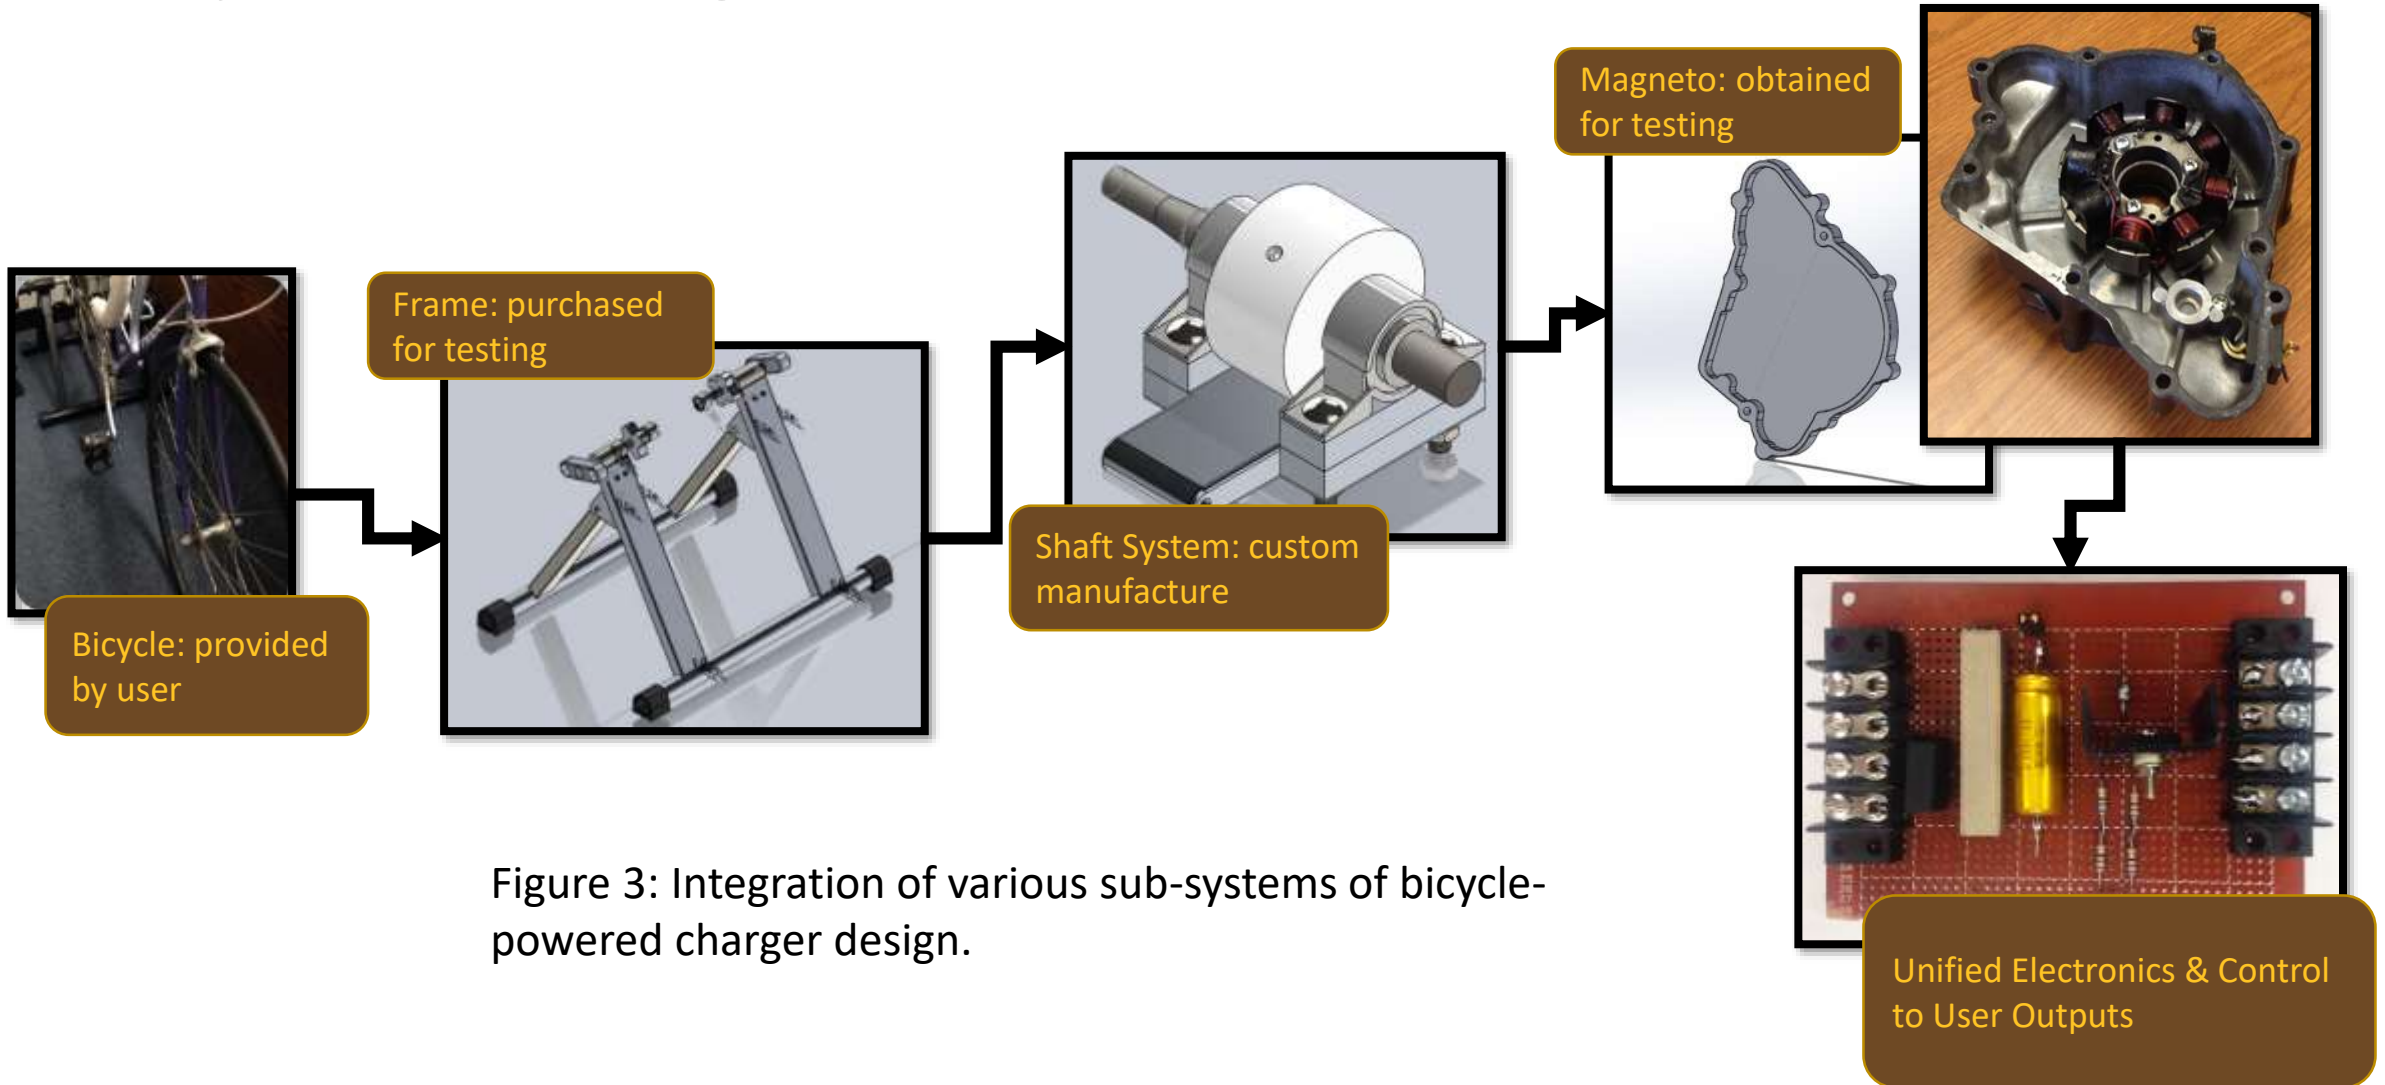 Magneto: obtained
for testing
Frame: purchased
for testing
Shaft System: custom
manufacture
Bicycle: provided
by user
Figure 3: Integration of various sub-systems of bicycle-
powered charger design.
Unified Electronics & Control
to User Outputs